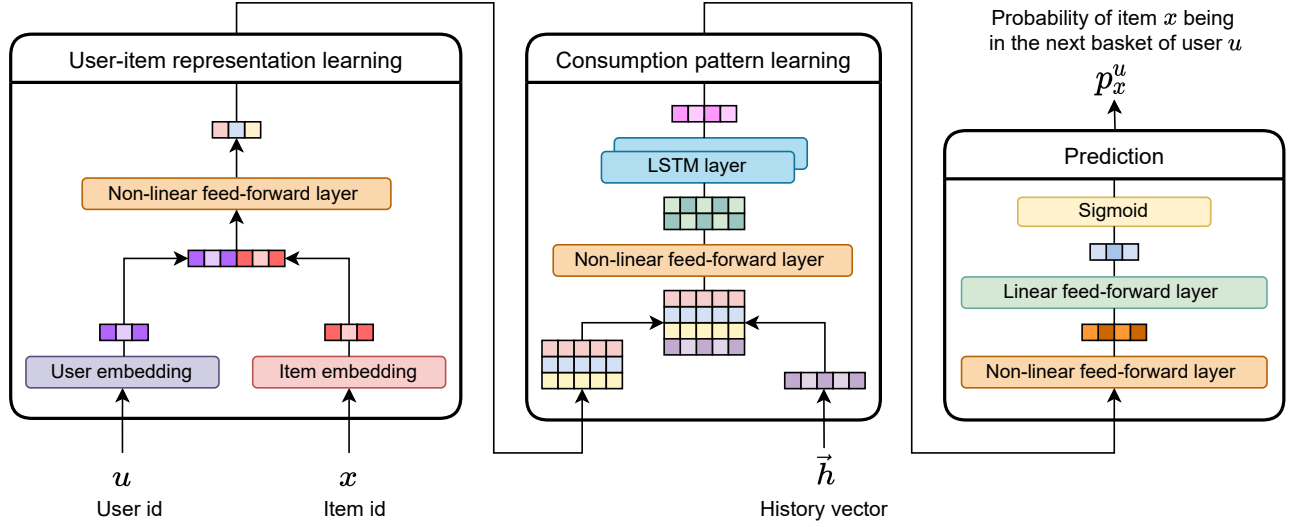 User-item representation learning
Non-linear feed-forward layer
User embedding
Item embedding
u
x
User id
Item id
Consumption pattern learning
LSTM layer
Non-linear feed-forward layer
h⃗
History vector
Probability of item x being
in the next basket of user u
p_x^u
Prediction
Sigmoid
Linear feed-forward layer
Non-linear feed-forward layer